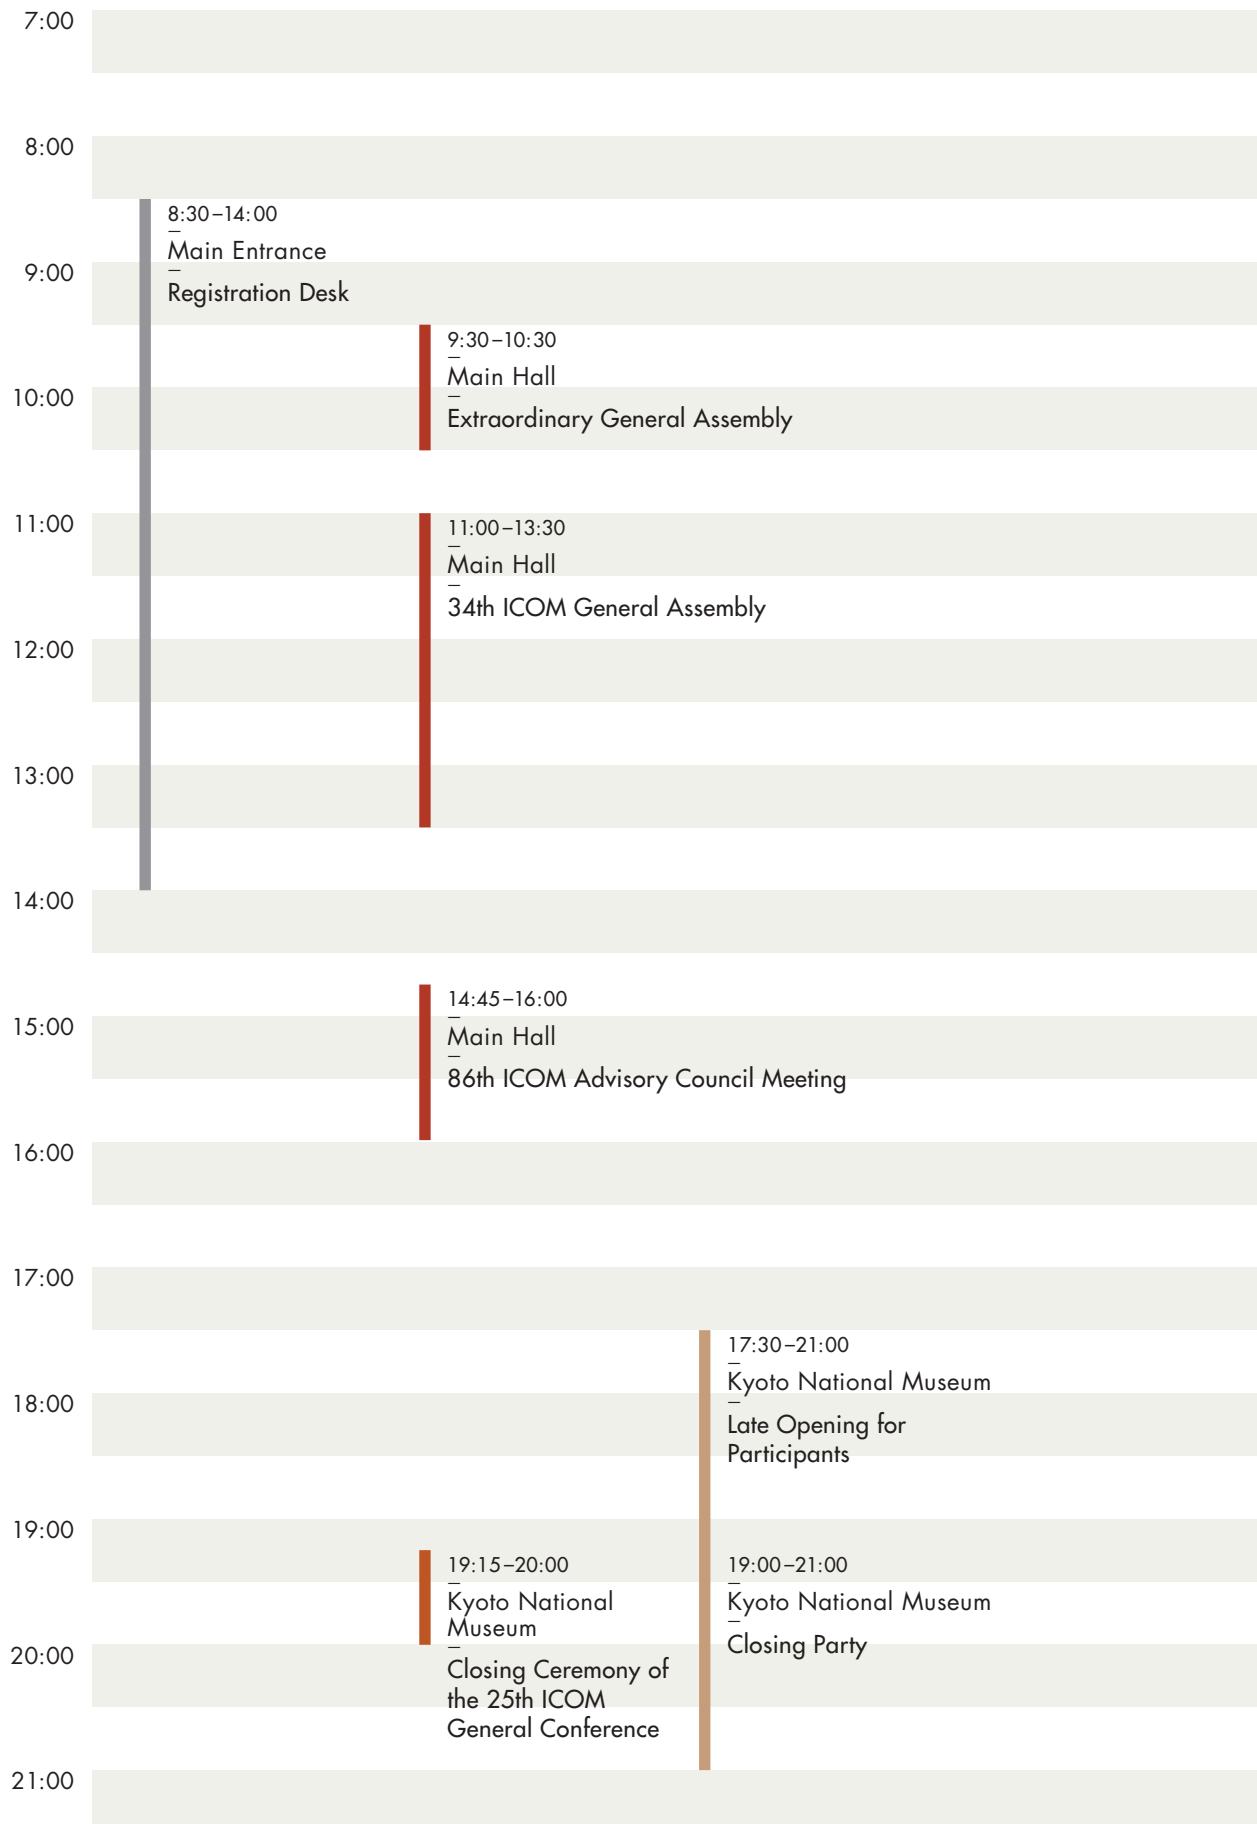 7:00
8:00
8:30–14:00
Main Entrance
9:00
Registration Desk
9:30–10:30
Main Hall
10:00
Extraordinary General Assembly
11:00
11:00–13:30
Main Hall
34th ICOM General Assembly
12:00
13:00
14:00
14:45–16:00
15:00
Main Hall
86th ICOM Advisory Council Meeting
16:00
17:00
17:30–21:00
Kyoto National Museum
18:00
Late Opening for
Participants
19:00
19:15–20:00
Kyoto National
Museum
Closing Ceremony of
the 25th ICOM
General Conference
19:00–21:00
Kyoto National Museum
Closing Party
20:00
21:00